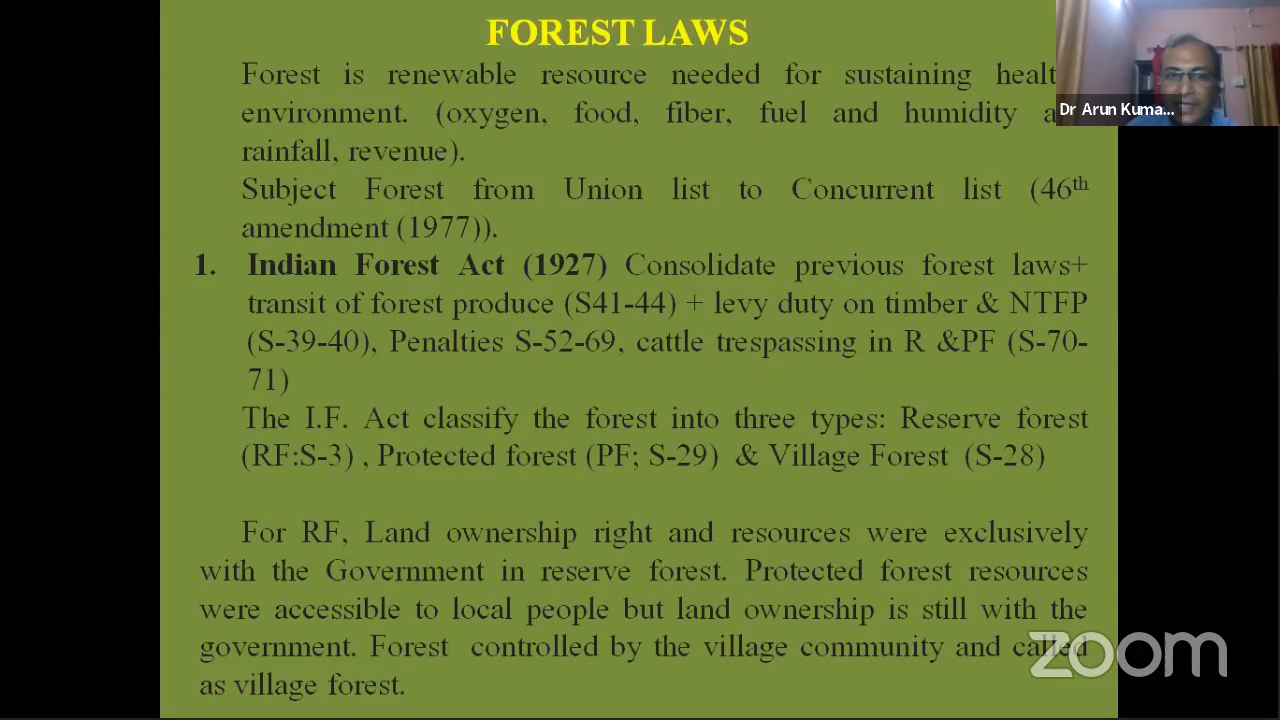 FOREST LAWS
Forest is renewable resource needed for sustaining healt
environment. (oxygen, food, fiber, fuel and humidity a
rainfall, revenue).
Subject Forest from Union list to Concurrent list (46th
amendment (1977)).
1. Indian Forest Act (1927) Consolidate previous forest laws+
transit of forest produce (S41-44) + levy duty on timber & NTFP
(S-39-40), Penalties S-52-69, cattle trespassing in R &PF (S-70-
71)
The I.F. Act classify the forest into three types: Reserve forest
(RF:S-3) , Protected forest (PF; S-29) & Village Forest (S-28)
For RF, Land ownership right and resources were exclusively
with the Government in reserve forest. Protected forest resources
were accessible to local people but land ownership is still with the
government. Forest controlled by the village community and called
as village forest.
Dr Arun Kuma...
zoom